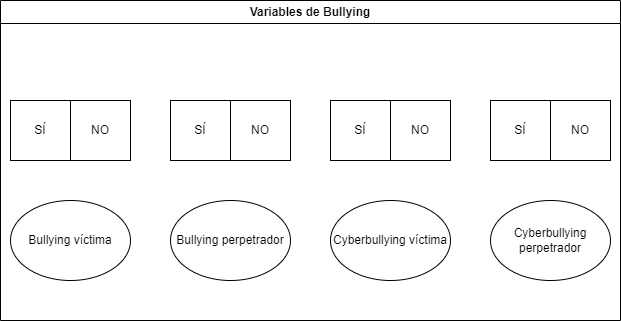 Variables de Bullying
SÍ NO SÍ NO SÍ NO SÍ NO
Bullying víctima
Bullying perpetrador
Cyberbullying víctima
Cyberbullying
perpetrador